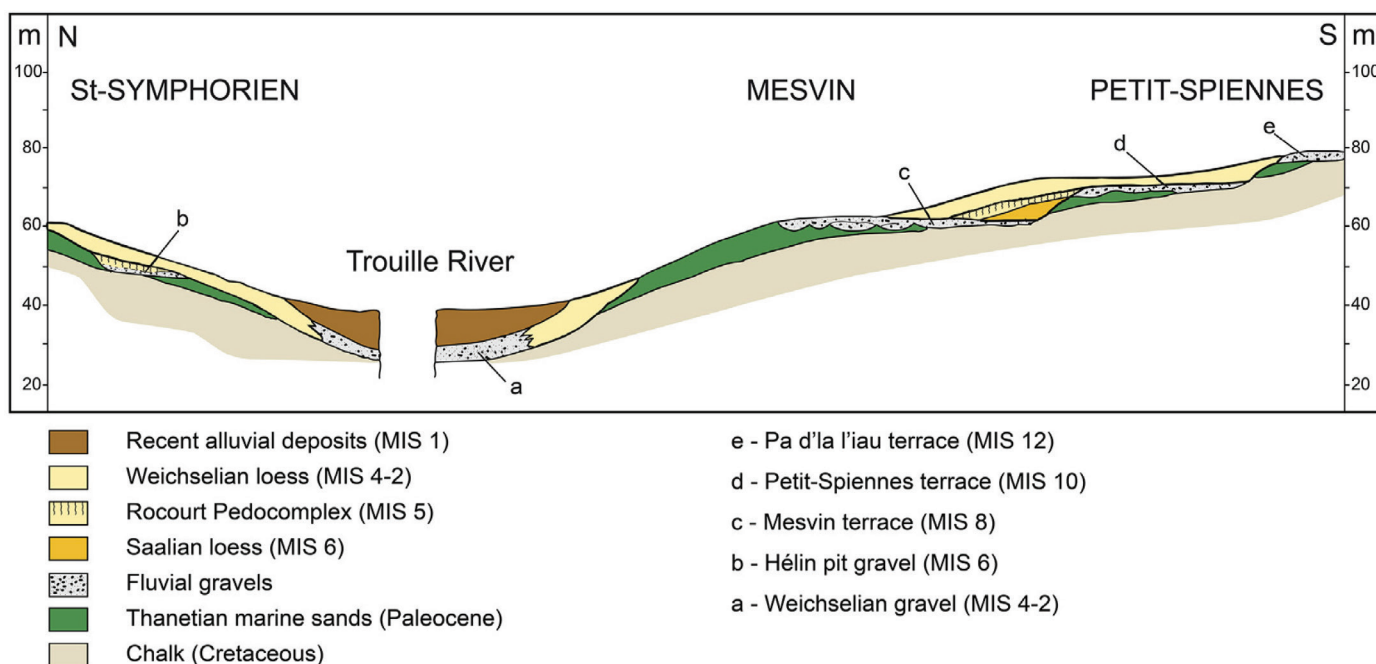 m N S m
100 100
St-SYMPHORIEN MESVIN PETIT-SPIENNES
80 e 80
d
c
b
60 60
Trouille River
40 40
20 a 20
Recent alluvial deposits (MIS 1)
Weichselian loess (MIS 4-2)
Rocourt Pedocomplex (MIS 5)
Saalian loess (MIS 6)
Fluvial gravels
Thanetian marine sands (Paleocene)
Chalk (Cretaceous)
e - Pa d'la l'iau terrace (MIS 12)
d - Petit-Spiennes terrace (MIS 10)
c - Mesvin terrace (MIS 8)
b - Hélin pit gravel (MIS 6)
a - Weichselian gravel (MIS 4-2)